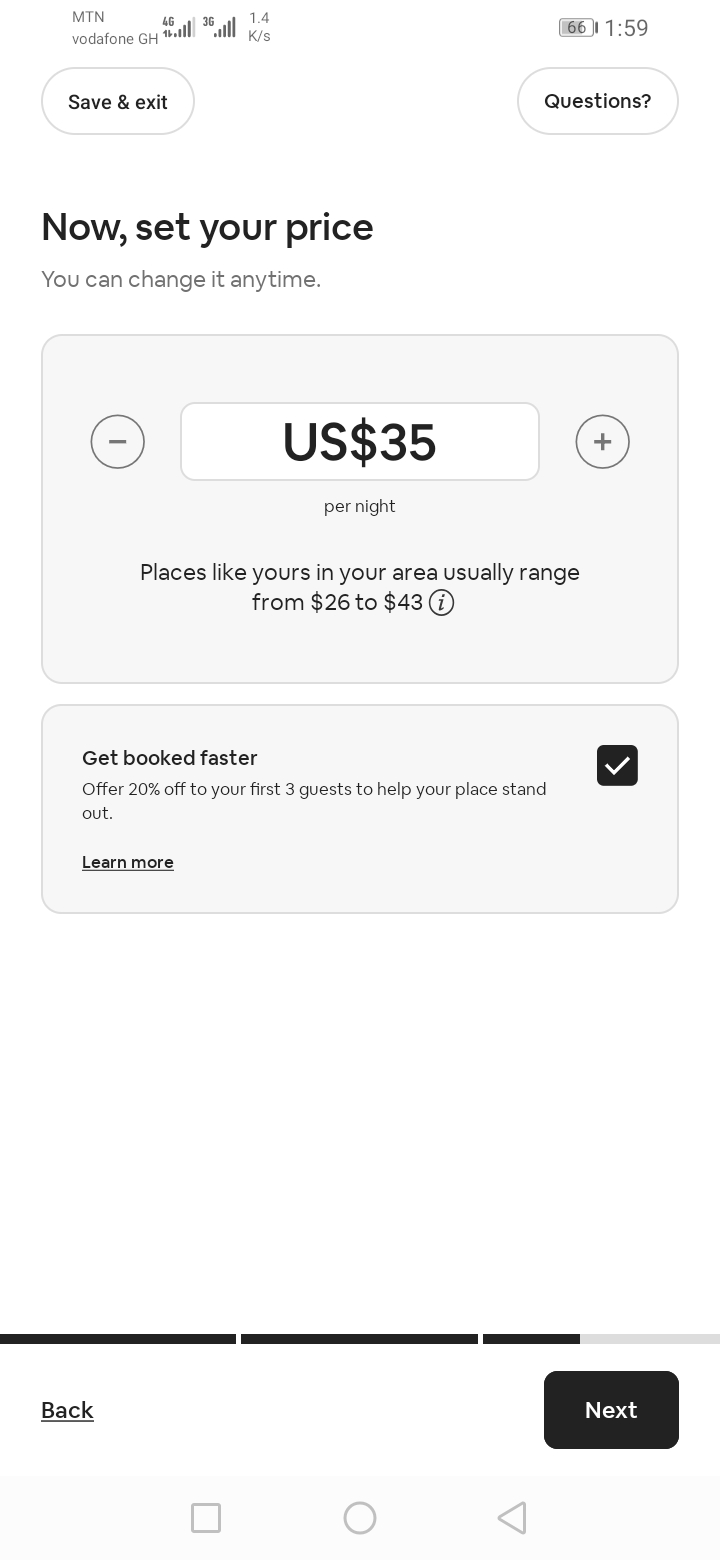 MTN
vodafone GH
4G
3G
1.4
K/s
66
1:59
Save & exit
Questions?
Now, set your price
You can change it anytime.
US$35
per night
Places like yours in your area usually range
from $26 to $43
Get booked faster
Offer 20% off to your first 3 guests to help your place stand
out.
Learn more
Back
Next